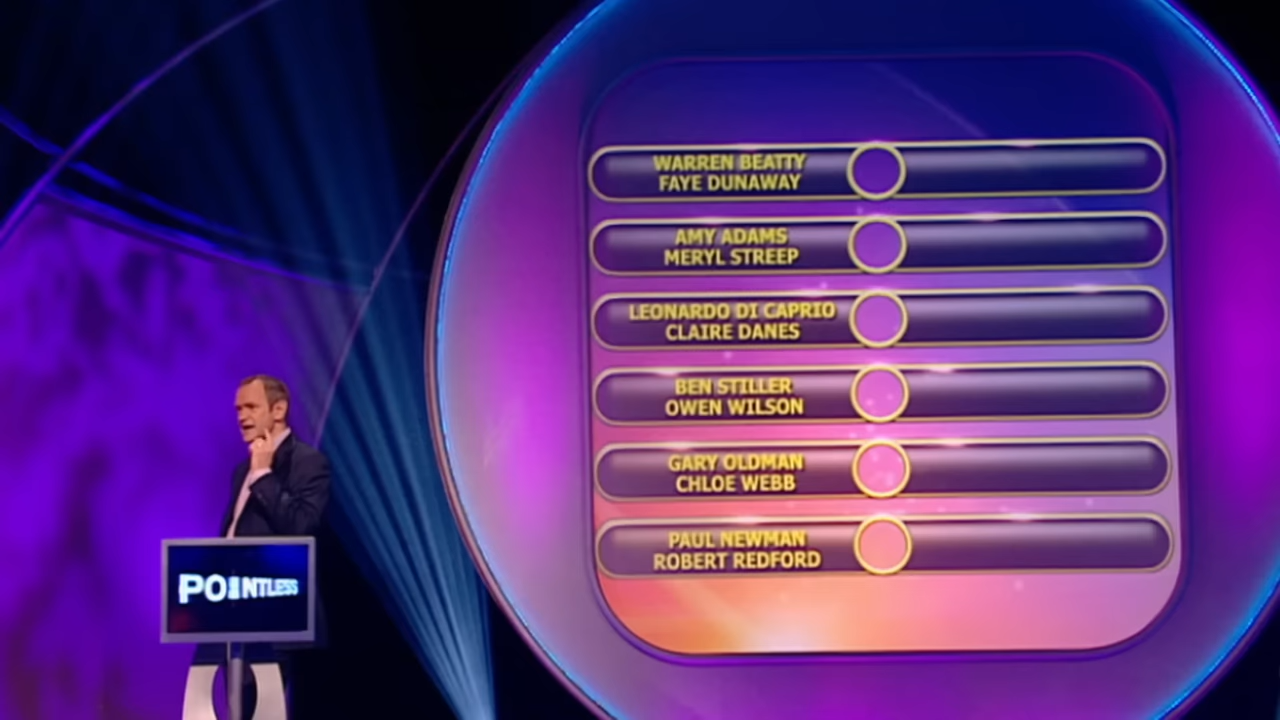 WARREN BEATTY
FAYE DUNAWAY
AMY ADAMS
MERYL STREEP
LEONARDO DI CAPRIO
CLAIRE DANES
BEN STILLER
OWEN WILSON
GARY OLDMAN
CHLOE WEBB
PAUL NEWMAN
ROBERT REDFORD
POINTLESS